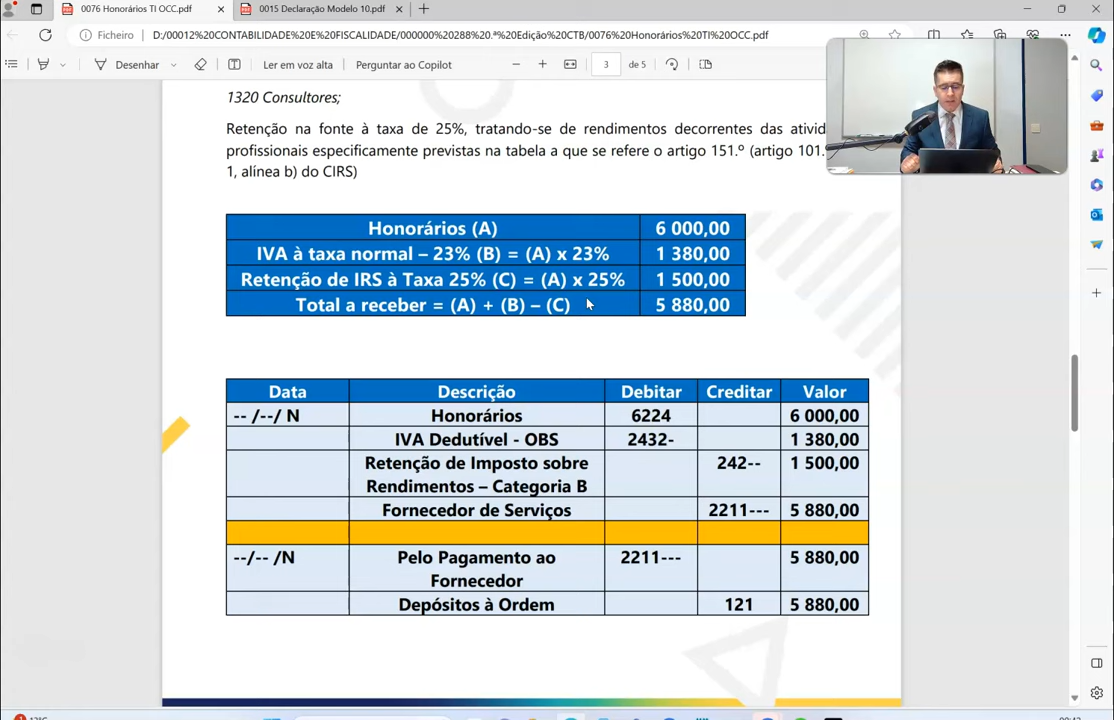 0076 Honorários TI OCC.pdf
0015 Declaração Modelo 10.pdf
Ficheiro D:/00012%20CONTABILIDADE%20E%20FISCALIDADE/000000%20288%20.ª%20Edição%20CTB/0076%20Honorários%20TI%20OCC.pdf
Desenhar
Ler em voz alta
Perguntar ao Copilot
3 de 5
1320 Consultores;
Retenção na fonte à taxa de 25%, tratando-se de rendimentos decorrentes das ativid
profissionais especificamente previstas na tabela a que se refere o artigo 151.º (artigo 101.
1, alínea b) do CIRS)
Honorários (A) 6 000,00
IVA à taxa normal – 23% (B) = (A) x 23% 1 380,00
Retenção de IRS à Taxa 25% (C) = (A) x 25% 1 500,00
Total a receber = (A) + (B) – (C) 5 880,00
Data Descrição Debitar Creditar Valor
-- /--/ N Honorários 6224 6 000,00
IVA Dedutível - OBS 2432- 1 380,00
Retenção de Imposto sobre 242-- 1 500,00
Rendimentos – Categoria B
Fornecedor de Serviços 2211--- 5 880,00
--/-- /N Pelo Pagamento ao 2211--- 5 880,00
Fornecedor
Depósitos à Ordem 121 5 880,00